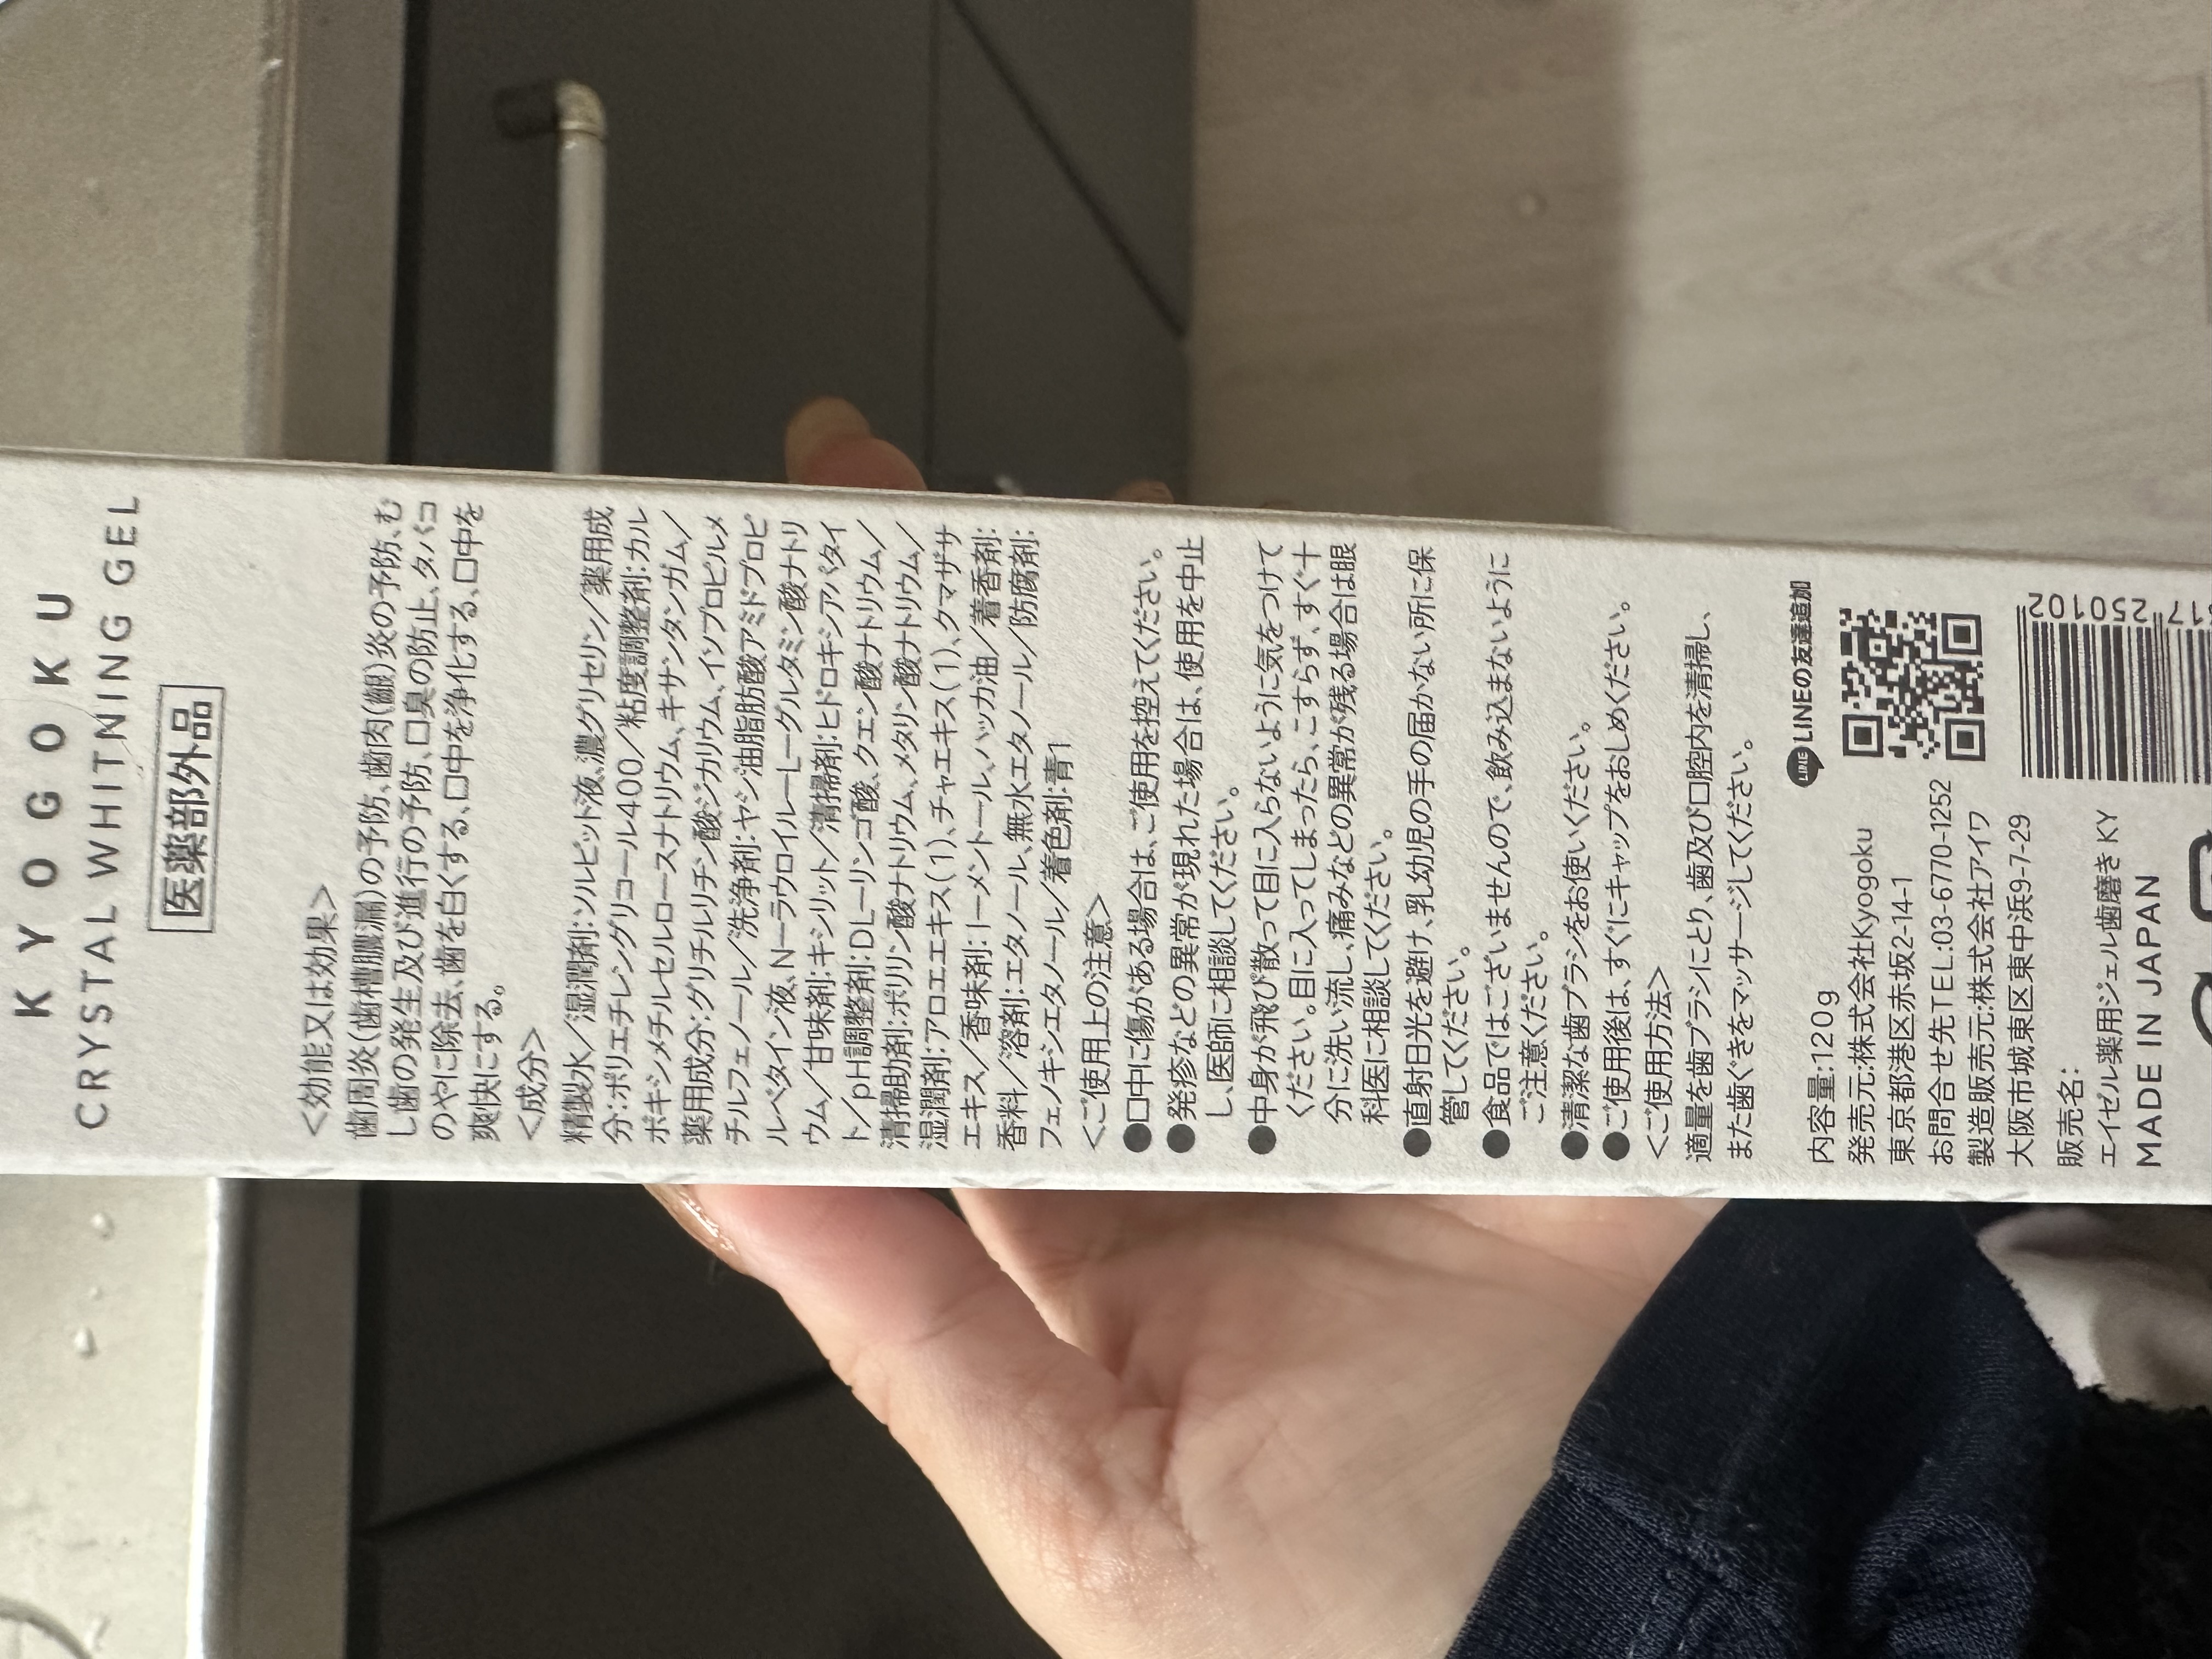 KYOGOKU
CRYSTAL WHITNING GEL
医薬部外品
<効能又は効果>
歯周炎(歯槽膿漏)の予防、歯肉(齦)炎の予防、む
し歯の発生及び進行の予防、口臭の防止、タバコ
のやに除去、歯を白くする、口中を浄化する、口中を
爽快にする。
<成分>
精製水/湿潤剤:ソルビット液、濃グリセリン/薬用成
分:ポリエチレングリコール400/粘度調整剤:カル
ボキシメチルセルロースナトリウム、キサンタンガム/
薬用成分:グリチルリチン酸ジカリウム、イソプロピルメ
チルフェノール/洗浄剤:ヤシ油脂肪酸アミドプロピ
ルベタイン液、N-ラウロイル-L-グルタミン酸ナトリ
ウム/甘味剤:キシリット/清掃剤:ヒドロキシアパタイ
ト/pH調整剤:DL-リンゴ酸、クエン酸ナトリウム/
清掃助剤:ポリリン酸ナトリウム、メタリン酸ナトリウム/
湿潤剤:アロエエキス(1)、チャエキス(1)、クマザサ
エキス/香味剤:l-メントール、ハッカ油/着香剤:
香料/溶剤:エタノール、無水エタノール/防腐剤:
フェノキシエタノール/着色剤:青1
<ご使用上の注意>
●口中に傷がある場合は、ご使用を控えてください。
●発疹などの異常が現れた場合は、使用を中止
し、医師に相談してください。
●中身が飛び散って目に入らないように気をつけて
ください。目に入ってしまったら、こすらず、すぐ十
分に洗い流し、痛みなどの異常が残る場合は眼
科医に相談してください。
●直射日光を避け、乳幼児の手の届かない所に保
管してください。
●食品ではございませんので、飲み込まないように
ご注意ください。
●清潔な歯ブラシをお使いください。
●ご使用後は、すぐにキャップをおしめください。
<ご使用方法>
適量を歯ブラシにとり、歯及び口腔内を清掃し、
また歯ぐきをマッサージしてください。
LINE LINEの友達追加
内容量:120g
発売元:株式会社Kyogoku
東京都港区赤坂2-14-1
お問合せ先TEL:03-6770-1252
製造販売元:株式会社アイワ
大阪市城東区東中浜9-7-29
販売名:
エイゼル薬用ジェル歯磨き KY
MADE IN JAPAN
17 250102